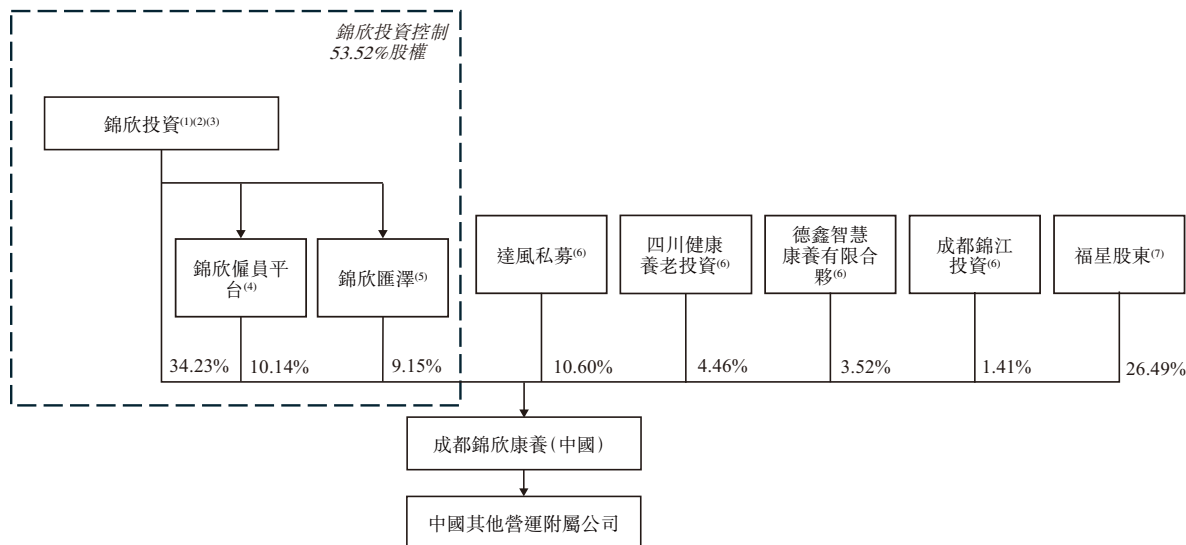 錦欣投資控制
53.52%股權
錦欣投資(1)(2)(3)
錦欣僱員平
台(4)
錦欣匯澤(5)
達風私募(6)
四川健康
養老投資(6)
德鑫智慧
康養有限合
夥(6)
成都錦江
投資(6)
福星股東(7)
34.23%
10.14%
9.15%
10.60%
4.46%
3.52%
1.41%
26.49%
成都錦欣康養(中國)
中國其他營運附屬公司